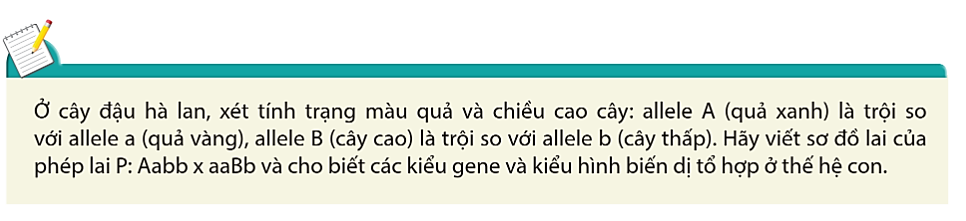 Ở cây đậu hà lan, xét tính trạng màu quả và chiều cao cây: allele A (quả xanh) là trội so
với allele a (quả vàng), allele B (cây cao) là trội so với allele b (cây thấp). Hãy viết sơ đồ lai của
phép lai P: Aabb x aaBb và cho biết các kiểu gene và kiểu hình biến dị tổ hợp ở thế hệ con.